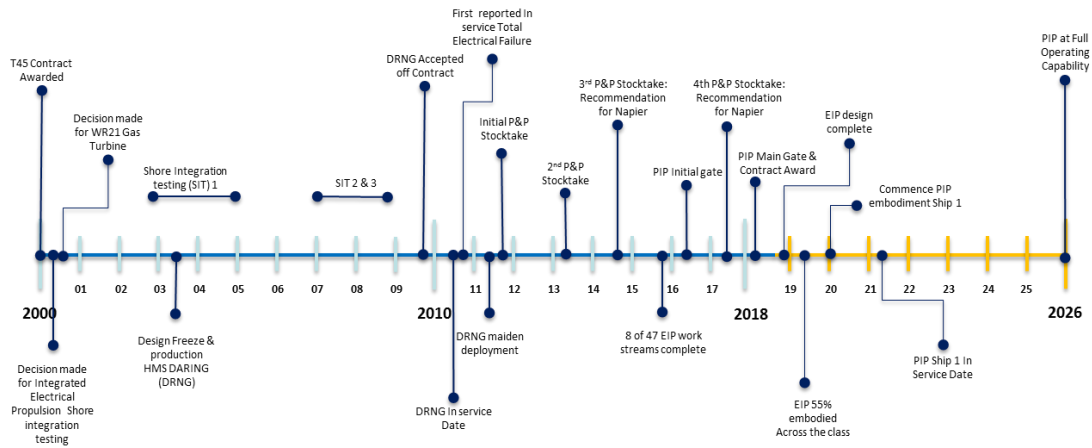 T45 Contract
Awarded
Decision made
for WR21 Gas
Turbine
Shore Integration
testing (SIT) 1
SIT 2 & 3
DRNG Accepted
off Contract
First reported In
service Total
Electrical Failure
Initial P&P
Stocktake
2nd P&P
Stocktake
3rd P&P Stocktake:
Recommendation
for Napier
PIP Initial gate
4th P&P Stocktake:
Recommendation
for Napier
PIP Main Gate &
Contract Award
EIP design
complete
Commence PIP
embodiment Ship 1
PIP at Full
Operating
Capability
2000
01
02
03
04
05
06
07
08
09
2010
11
12
13
14
15
16
17
2018
19
20
21
22
23
24
25
2026
Decision made
for Integrated
Electrical
Propulsion Shore
integration
testing
Design Freeze &
production
HMS DARING
(DRNG)
DRNG In service
Date
DRNG maiden
deployment
8 of 47 EIP work
streams complete
EIP 55%
embodied
Across the class
PIP Ship 1 In
Service Date